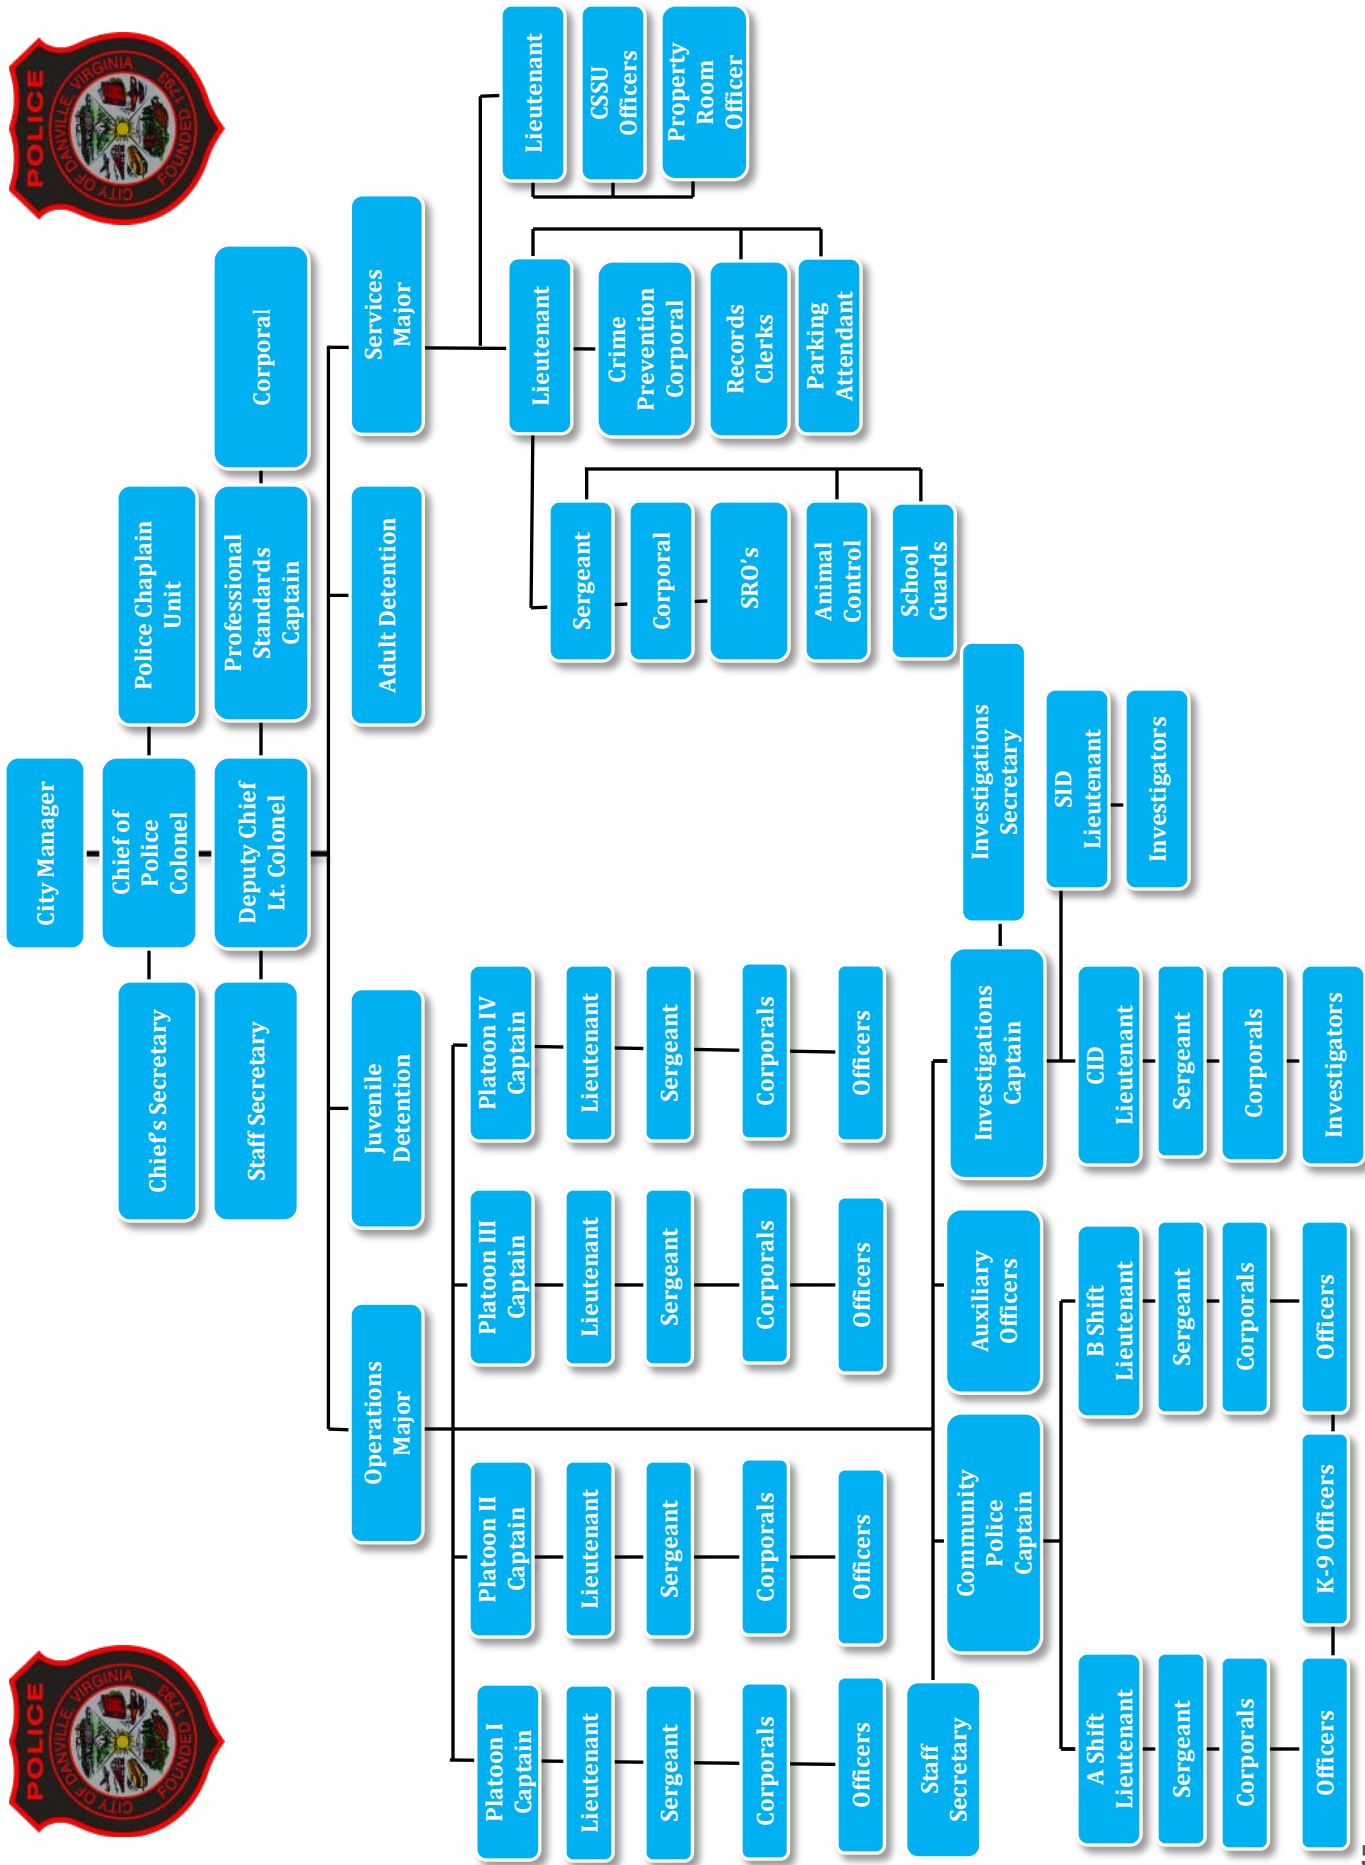 POLICE
CITY OF DANVILLE, VIRGINIA
FOUNDED 1793
POLICE
CITY OF DANVILLE, VIRGINIA
FOUNDED 1793
City Manager
Chief's Secretary
Chief of
Police
Colonel
Police Chaplain
Unit
Staff Secretary
Deputy Chief
Lt. Colonel
Professional
Standards
Captain
Corporal
Operations
Major
Juvenile
Detention
Adult Detention
Services
Major
Platoon I
Captain
Lieutenant
Sergeant
Corporals
Officers
Platoon II
Captain
Lieutenant
Sergeant
Corporals
Officers
Platoon III
Captain
Lieutenant
Sergeant
Corporals
Officers
Platoon IV
Captain
Lieutenant
Sergeant
Corporals
Officers
Sergeant
Corporal
SRO's
Animal
Control
School
Guards
Lieutenant
Crime
Prevention
Corporal
Records
Clerks
Parking
Attendant
Lieutenant
CSSU
Officers
Property
Room
Officer
Staff
Secretary
Community
Police
Captain
Auxiliary
Officers
Investigations
Captain
Investigations
Secretary
A Shift
Lieutenant
Sergeant
Corporals
Officers
K-9 Officers
B Shift
Lieutenant
Sergeant
Corporals
Officers
CID
Lieutenant
Sergeant
Corporals
Investigators
SID
Lieutenant
Investigators